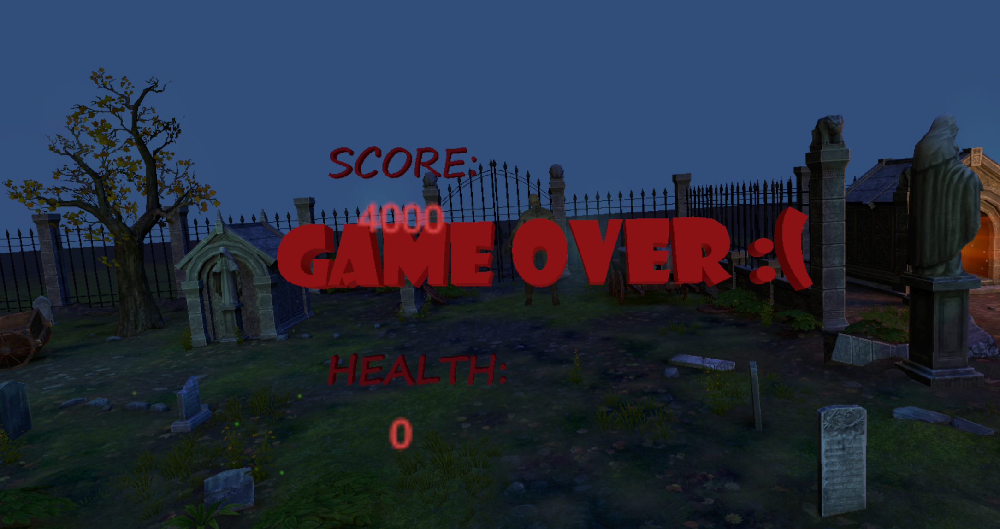 SCORE:
4000
GAME OVER :(
HEALTH:
0